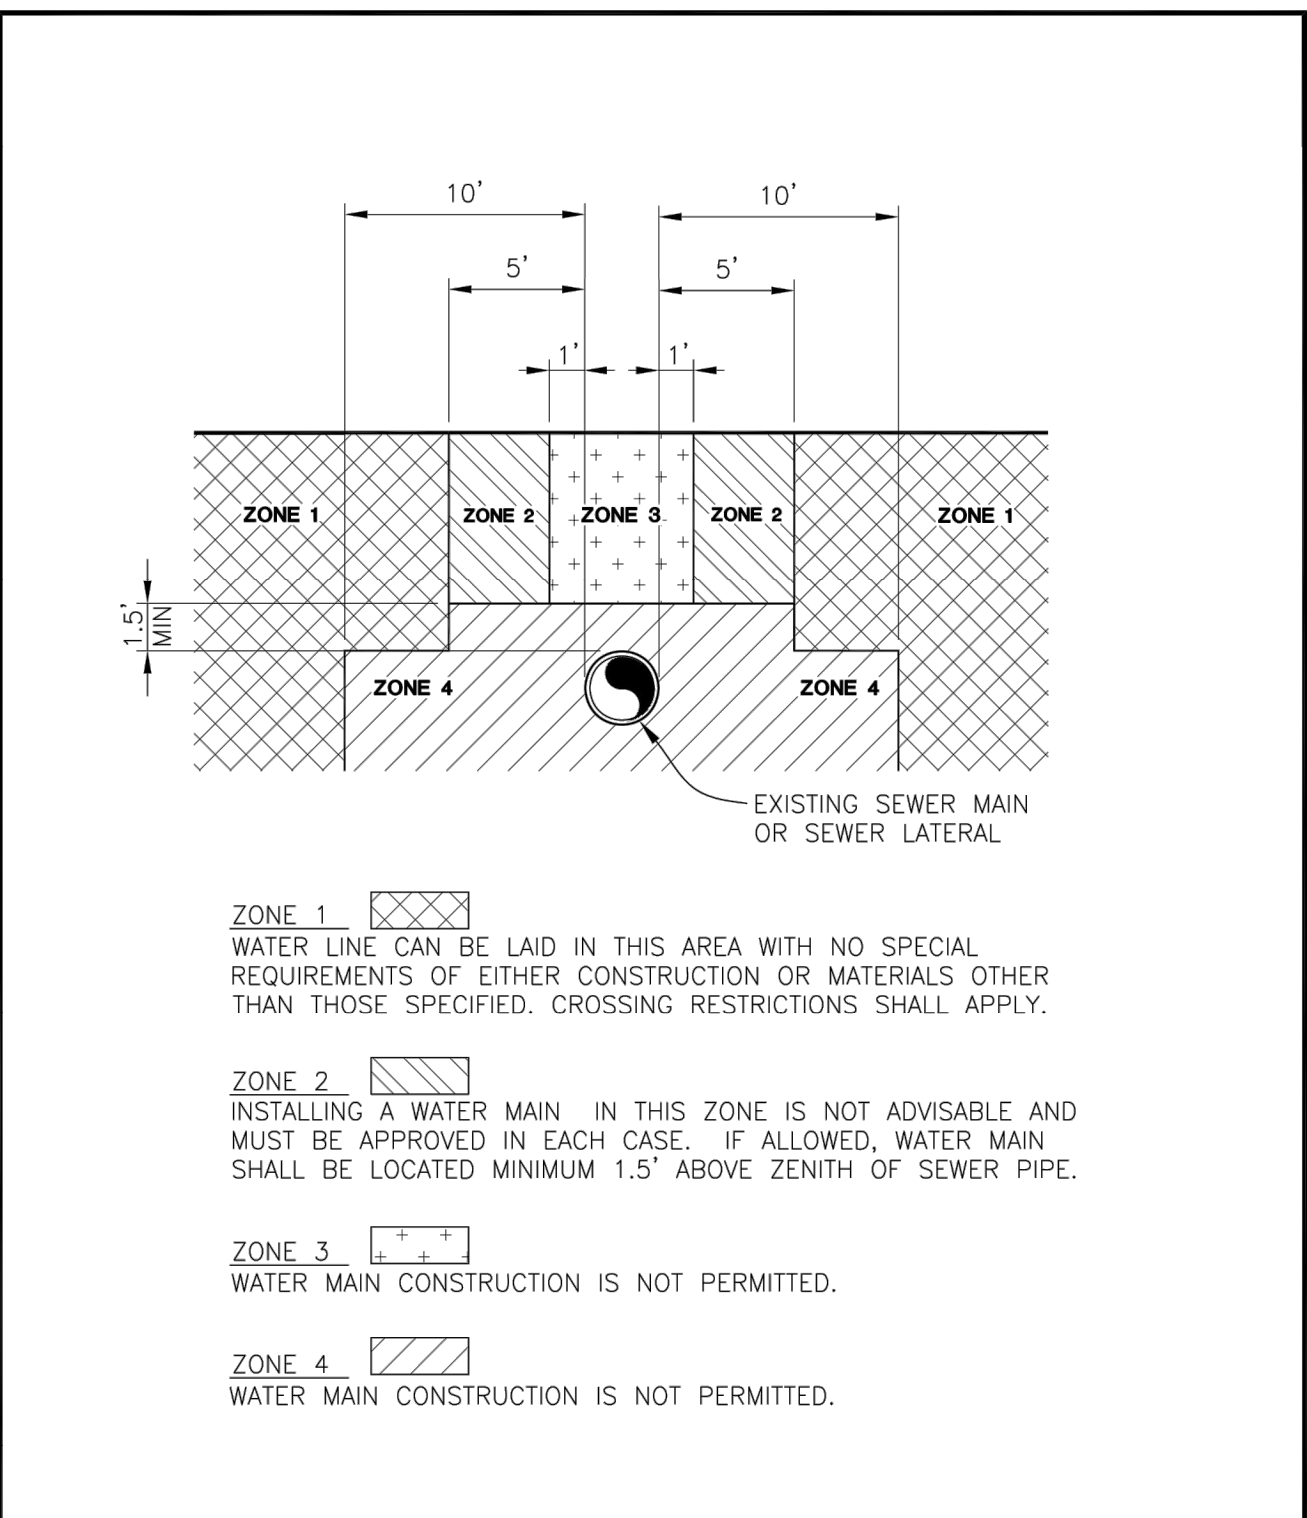 10' 10'
5' 5'
1' 1'
ZONE 1 ZONE 2 ZONE 3 ZONE 2 ZONE 1
1.5'
MIN
ZONE 4 ZONE 4
EXISTING SEWER MAIN
OR SEWER LATERAL
ZONE 1
WATER LINE CAN BE LAID IN THIS AREA WITH NO SPECIAL
REQUIREMENTS OF EITHER CONSTRUCTION OR MATERIALS OTHER
THAN THOSE SPECIFIED. CROSSING RESTRICTIONS SHALL APPLY.
ZONE 2
INSTALLING A WATER MAIN IN THIS ZONE IS NOT ADVISABLE AND
MUST BE APPROVED IN EACH CASE. IF ALLOWED, WATER MAIN
SHALL BE LOCATED MINIMUM 1.5' ABOVE ZENITH OF SEWER PIPE.
ZONE 3
WATER MAIN CONSTRUCTION IS NOT PERMITTED.
ZONE 4
WATER MAIN CONSTRUCTION IS NOT PERMITTED.